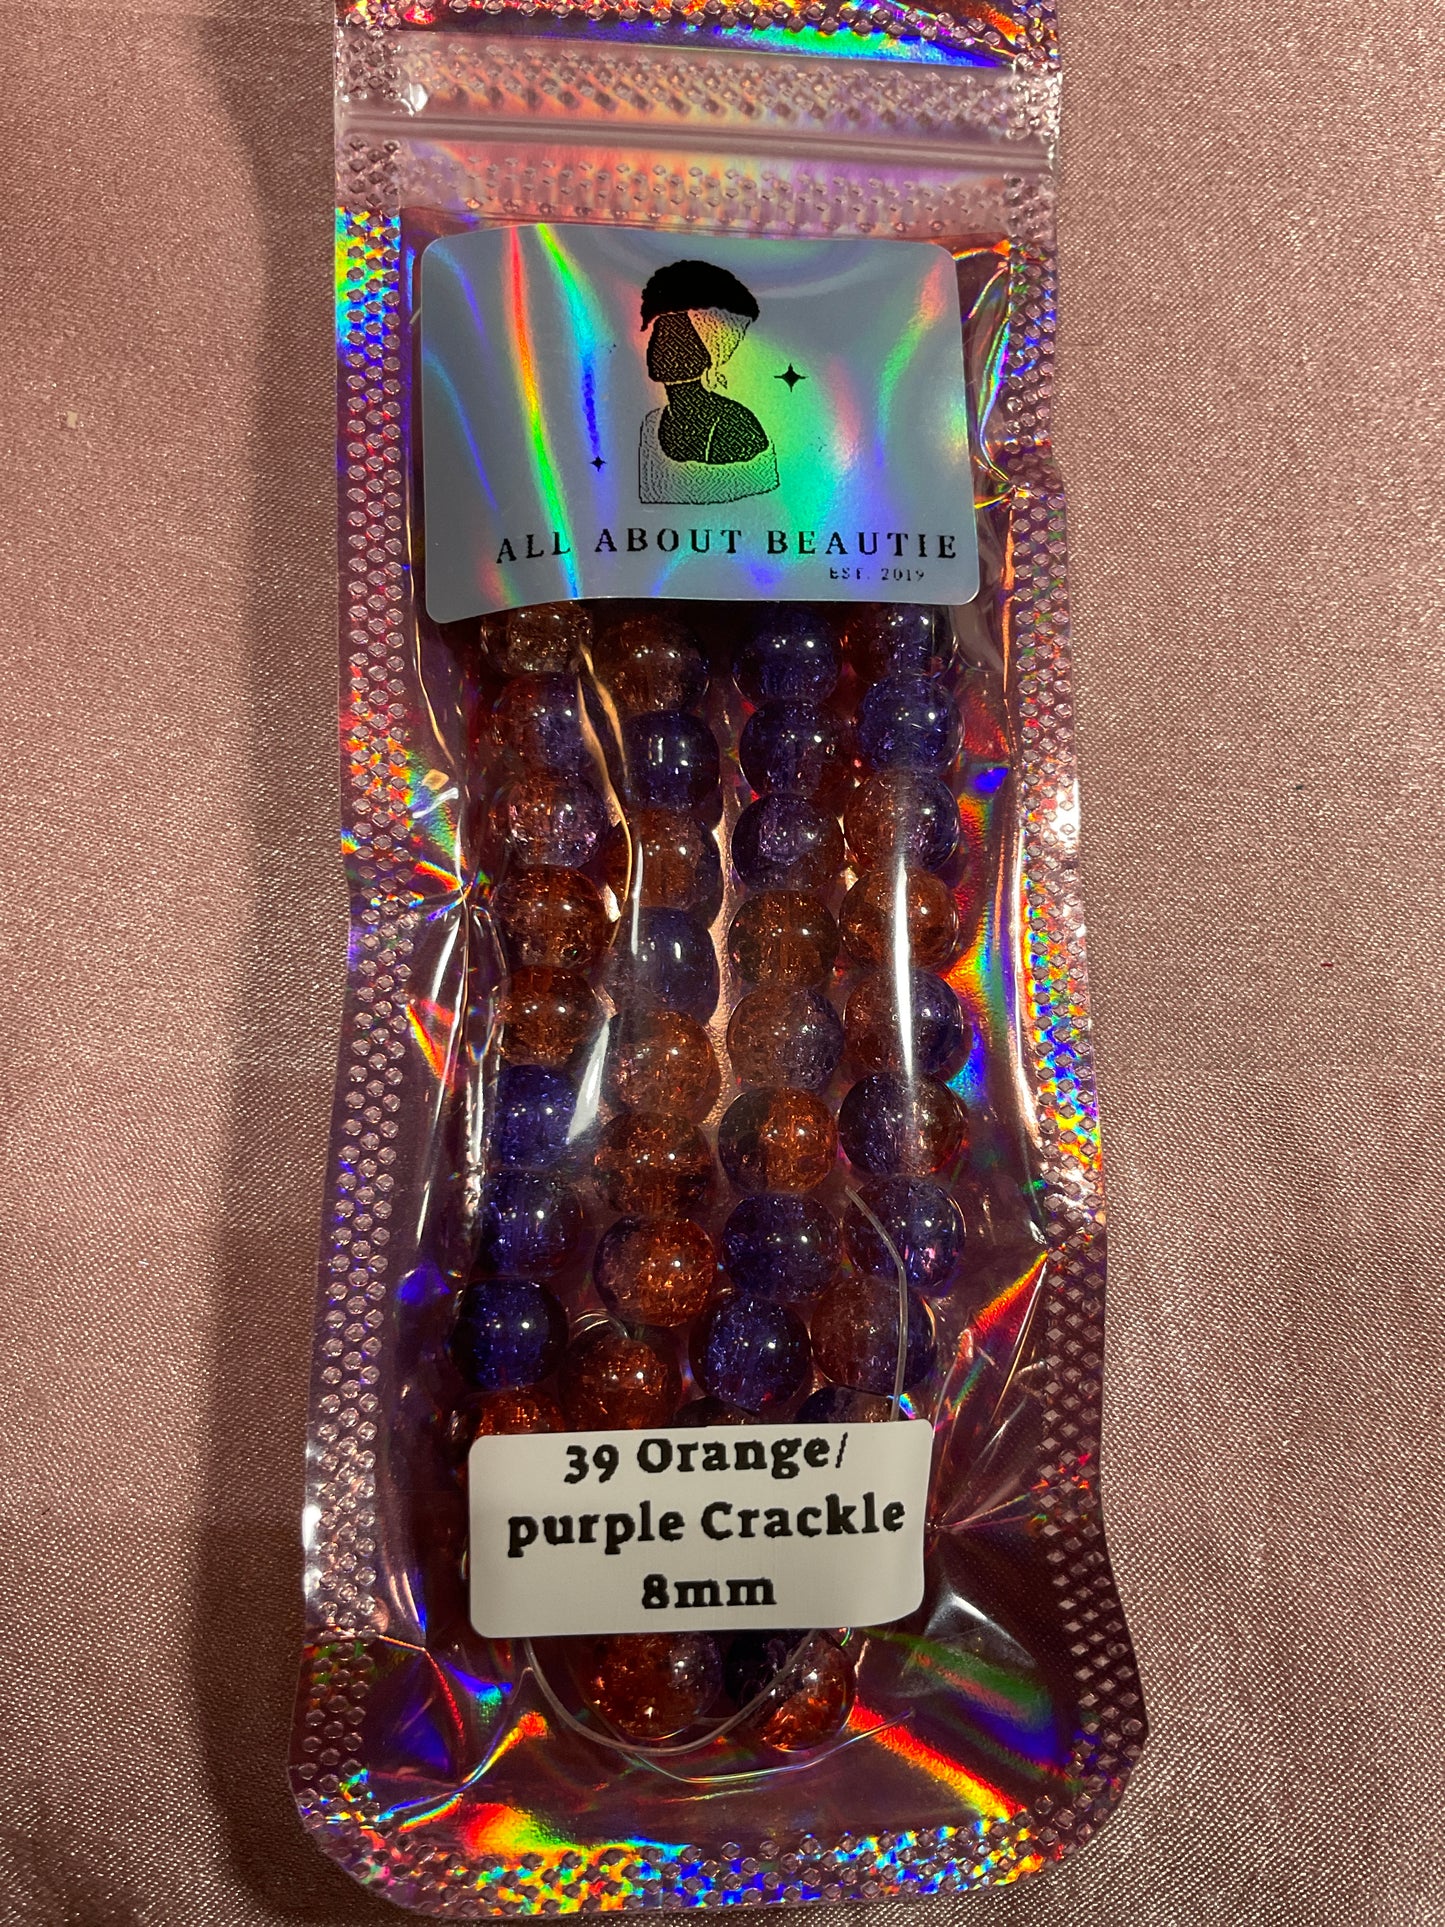 ALL ABOUT BEAUTIE
EST. 2019
39 Orange/
purple Crackle
8mm